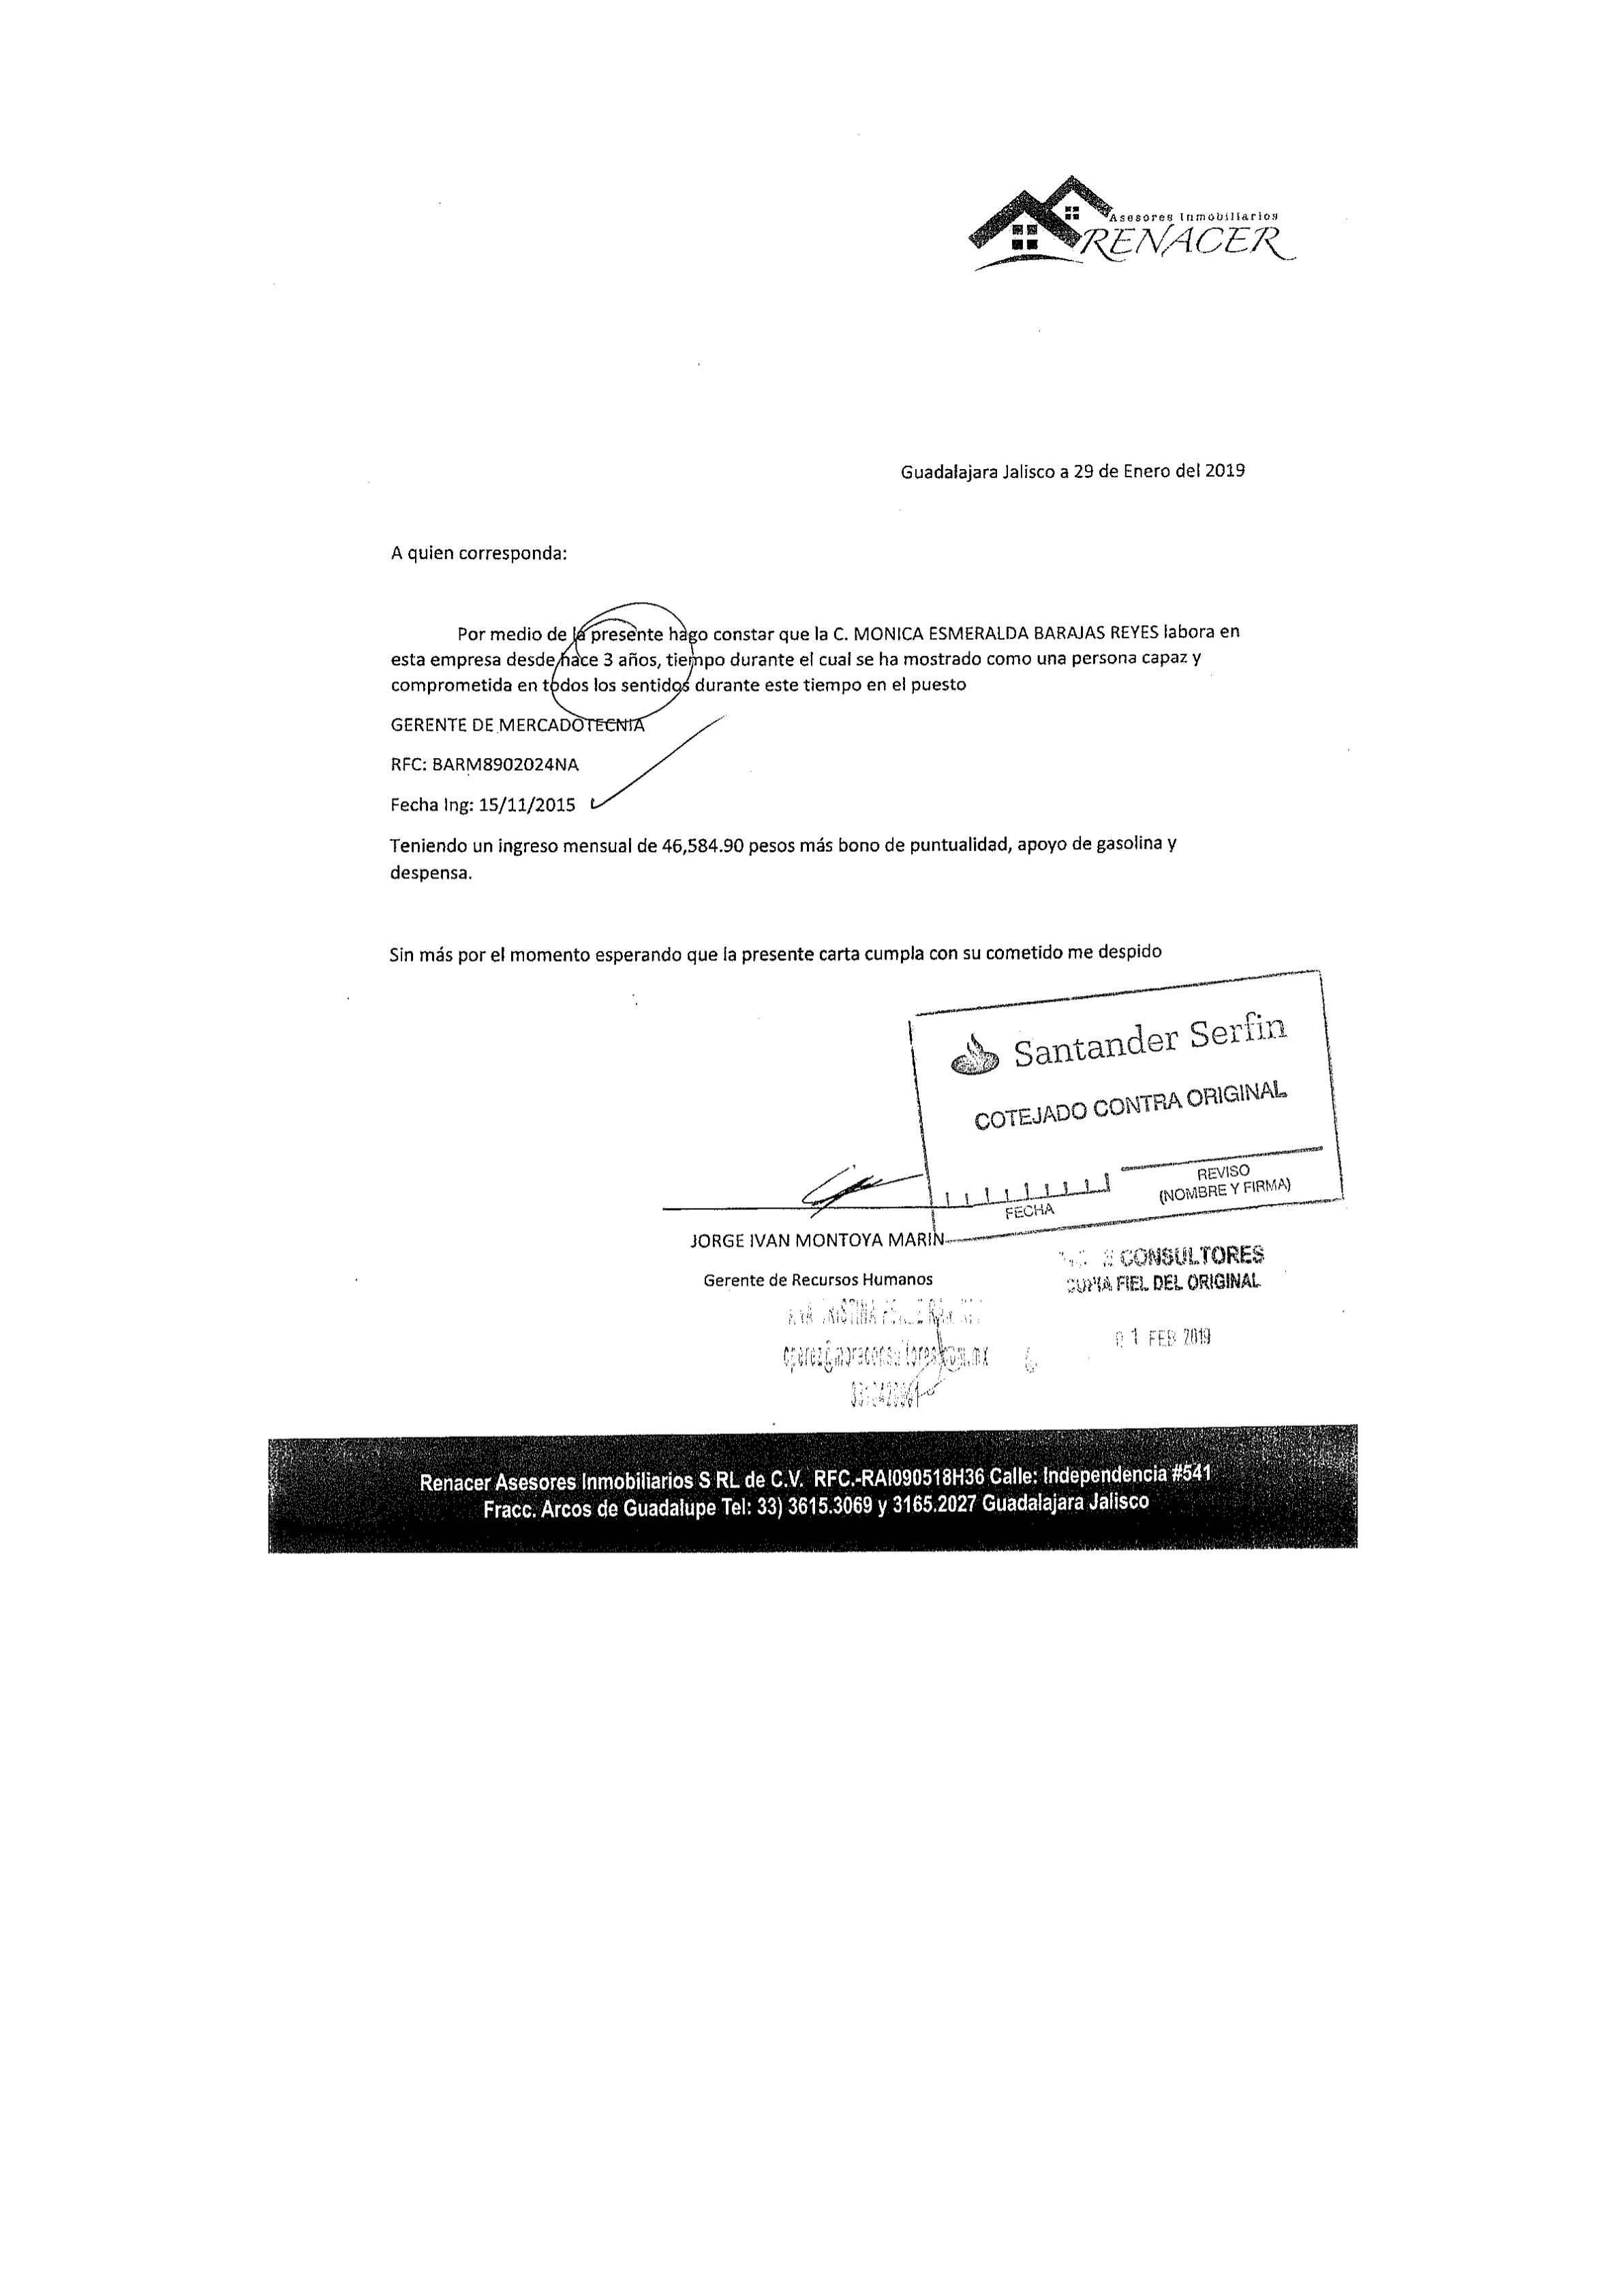 Asesores Inmobiliarios
RENACER
Guadalajara Jalisco a 29 de Enero del 2019
A quien corresponda:
Por medio de la presente hago constar que la C. MONICA ESMERALDA BARAJAS REYES labora en
esta empresa desde hace 3 años, tiempo durante el cual se ha mostrado como una persona capaz y
comprometida en todos los sentidos durante este tiempo en el puesto
GERENTE DE MERCADOTECNIA
RFC: BARM8902024NA
Fecha Ing: 15/11/2015
Teniendo un ingreso mensual de 46,584.90 pesos más bono de puntualidad, apoyo de gasolina y
despensa.
Sin más por el momento esperando que la presente carta cumpla con su cometido me despido
Santander Serfin
COTEJADO CONTRA ORIGINAL
FECHA
REVISO
(NOMBRE Y FIRMA)
JORGE IVAN MONTOYA MARIN
Gerente de Recursos Humanos
CONSULTORES
COPIA FIEL DEL ORIGINAL
01 FEB 2019
Renacer Asesores Inmobiliarios S RL de C.V. RFC.-RAI090518H36 Calle: Independencia #541
Fracc. Arcos de Guadalupe Tel: 33) 3615.3069 y 3165.2027 Guadalajara Jalisco